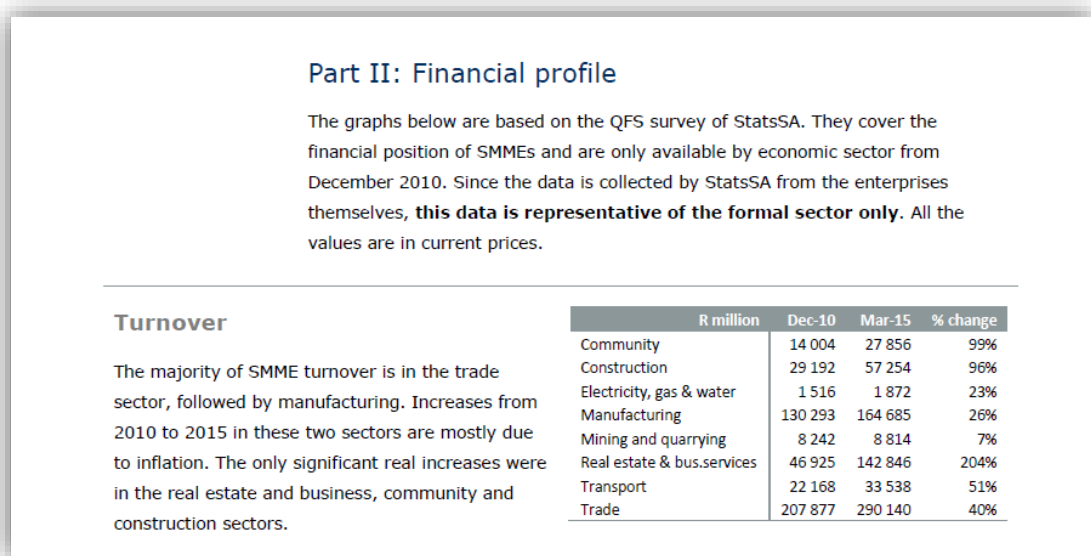 Part II: Financial profile
The graphs below are based on the QFS survey of StatsSA. They cover the
financial position of SMMEs and are only available by economic sector from
December 2010. Since the data is collected by StatsSA from the enterprises
themselves, this data is representative of the formal sector only. All the
values are in current prices.
Turnover
The majority of SMME turnover is in the trade
sector, followed by manufacturing. Increases from
2010 to 2015 in these two sectors are mostly due
to inflation. The only significant real increases were
in the real estate and business, community and
construction sectors.
R million Dec-10 Mar-15 % change
Community 14 004 27 856 99%
Construction 29 192 57 254 96%
Electricity, gas & water 1 516 1 872 23%
Manufacturing 130 293 164 685 26%
Mining and quarrying 8 242 8 814 7%
Real estate & bus.services 46 925 142 846 204%
Transport 22 168 33 538 51%
Trade 207 877 290 140 40%